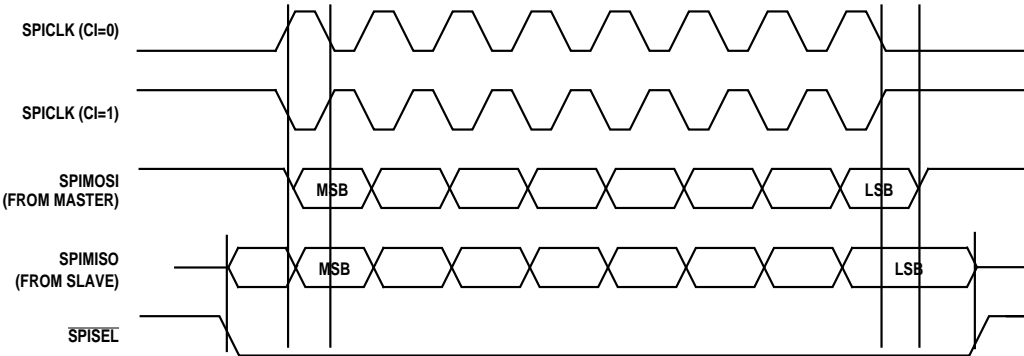 SPICLK (CI=0)
SPICLK (CI=1)
SPIMOSI
(FROM MASTER)
MSB
LSB
SPIMISO
(FROM SLAVE)
MSB
LSB
SPISEL